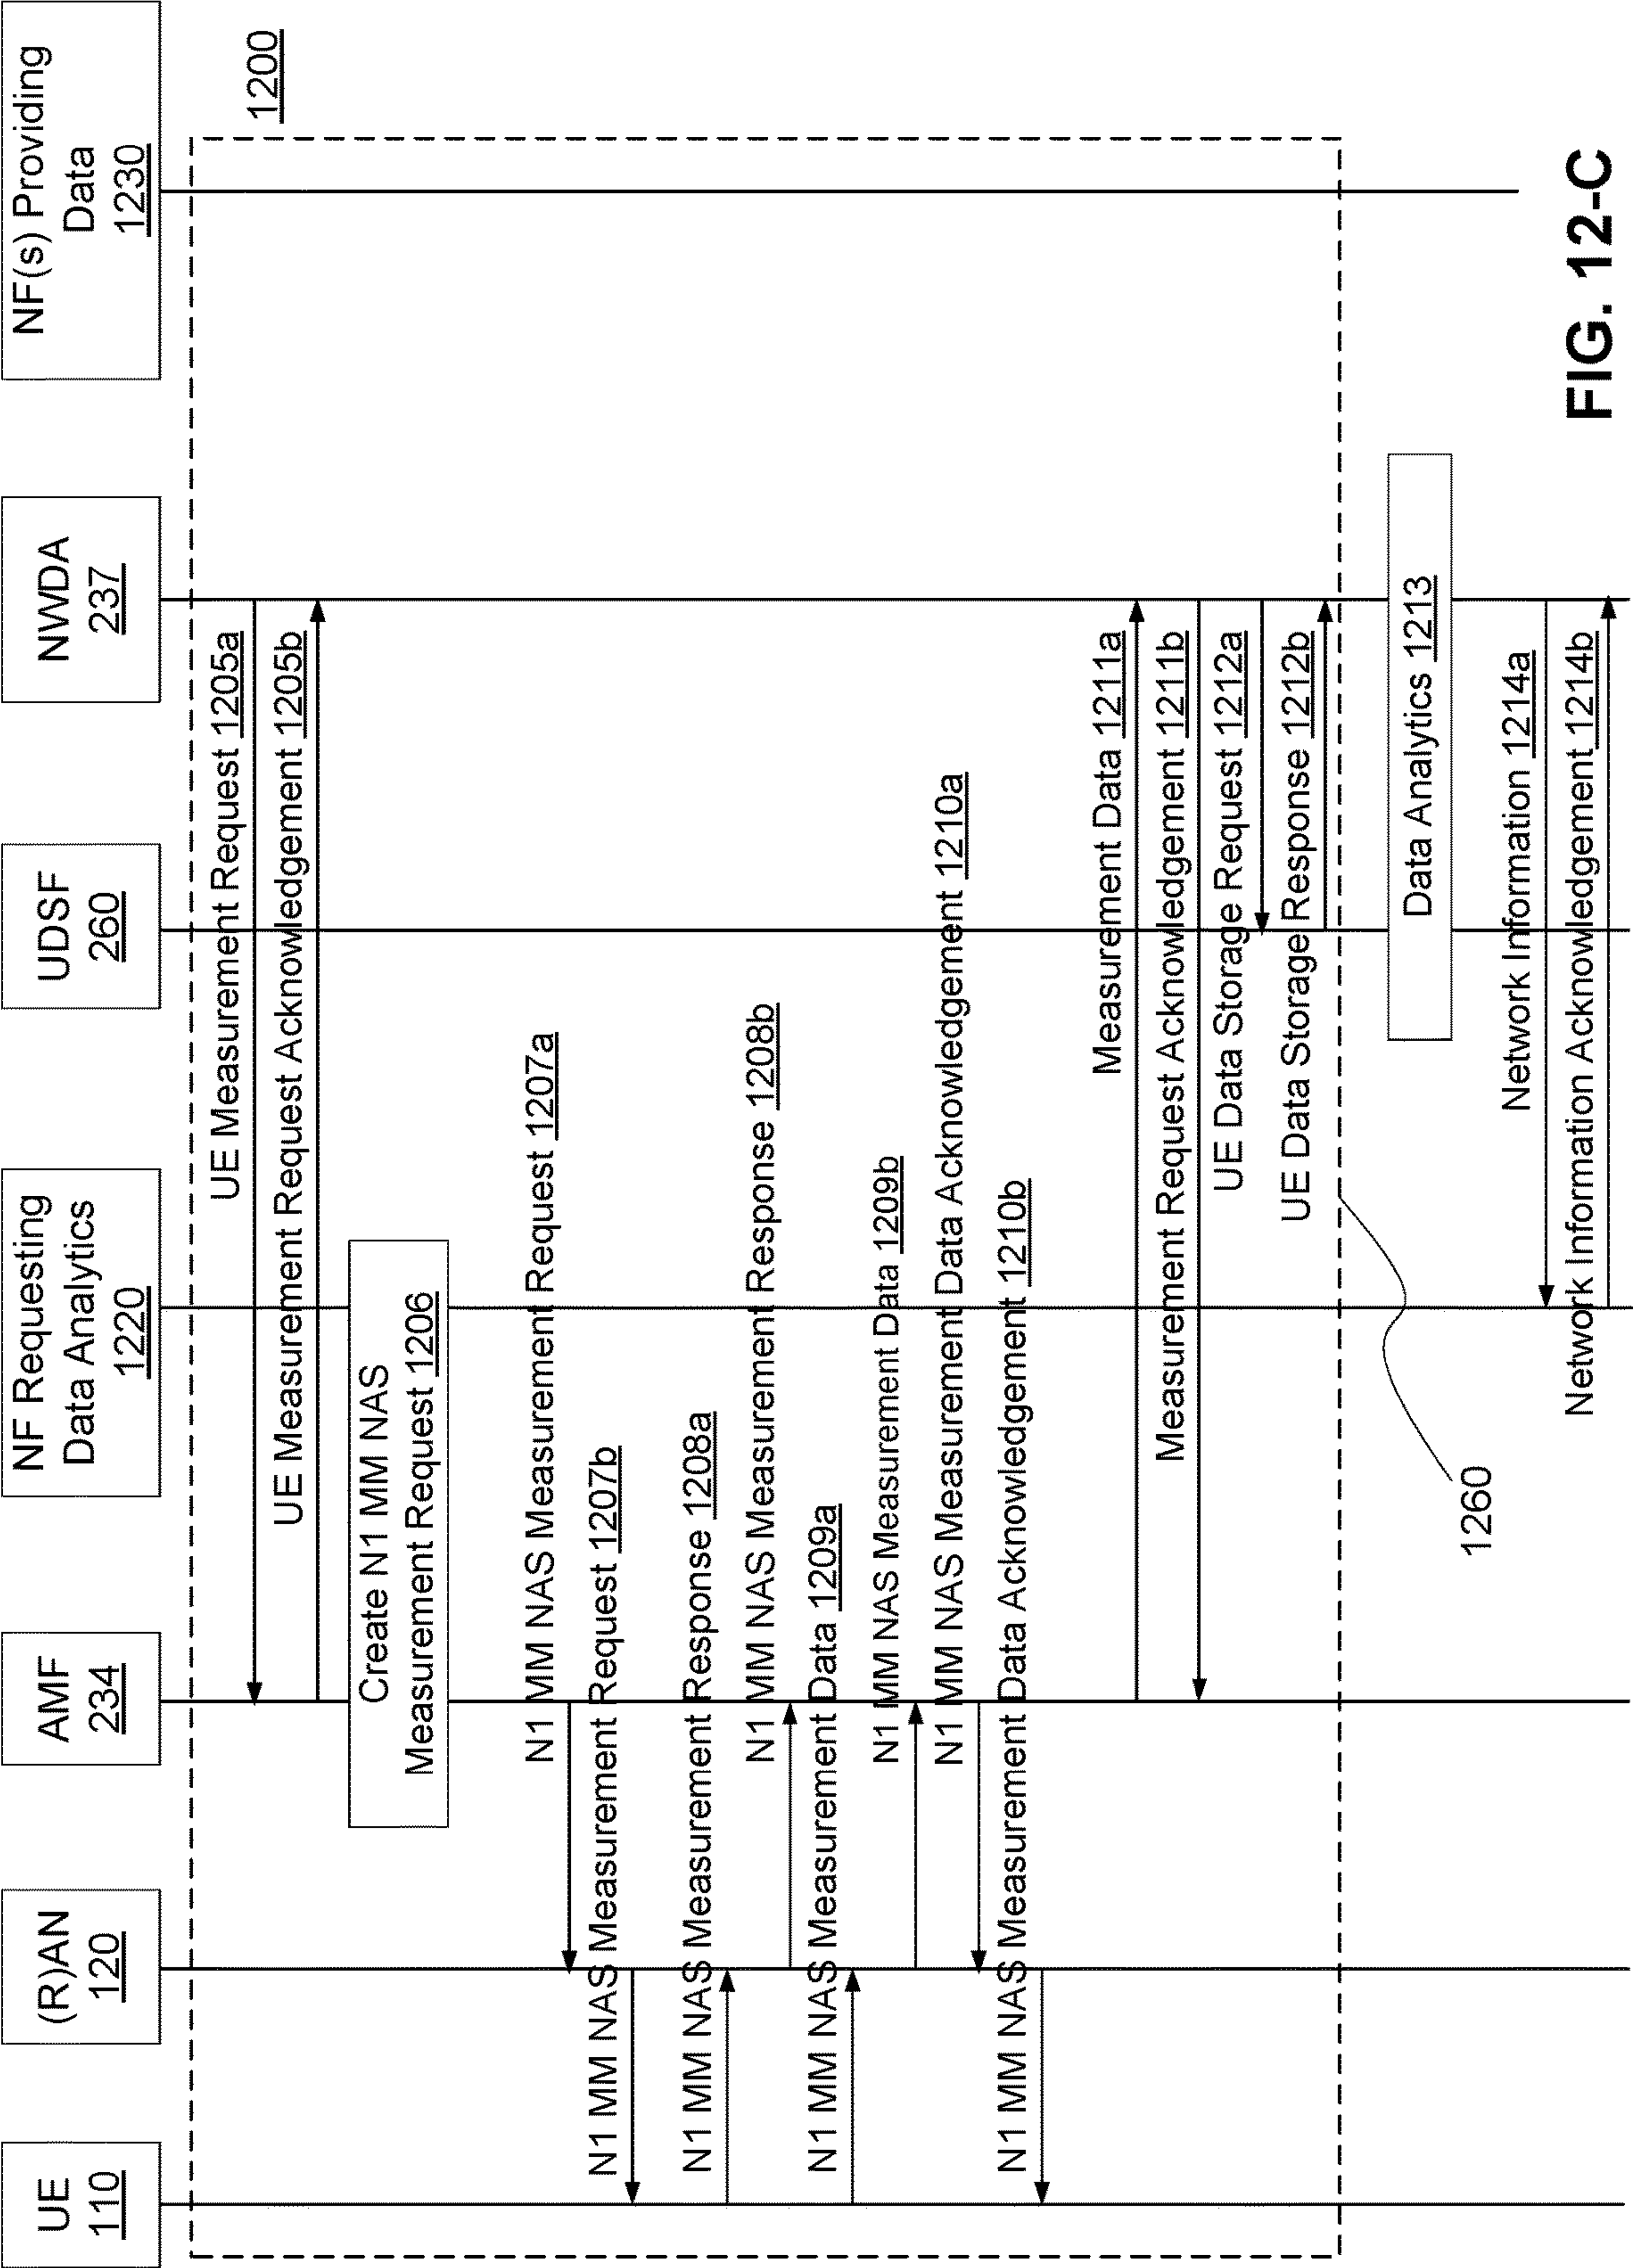 UE
110
(R)AN
120
AMF
234
NF Requesting
Data Analytics
1220
UDSF
260
NWDA
237
NF(s) Providing
Data
1230
1200
UE Measurement Request 1205a
UE Measurement Request Acknowledgement 1205b
Create N1 MM NAS
Measurement Request 1206
N1 MM NAS Measurement Request 1207a
N1 MM NAS Measurement Request 1207b
N1 MM NAS Measurement Response 1208a
N1 MM NAS Measurement Response 1208b
N1 MM NAS Measurement Data 1209a
N1 MM NAS Measurement Data 1209b
N1 MM NAS Measurement Data Acknowledgement 1210a
N1 MM NAS Measurement Data Acknowledgement 1210b
Measurement Data 1211a
Measurement Request Acknowledgement 1211b
UE Data Storage Request 1212a
UE Data Storage Response 1212b
1260
Data Analytics 1213
Network Information 1214a
Network Information Acknowledgement 1214b
FIG. 12-C